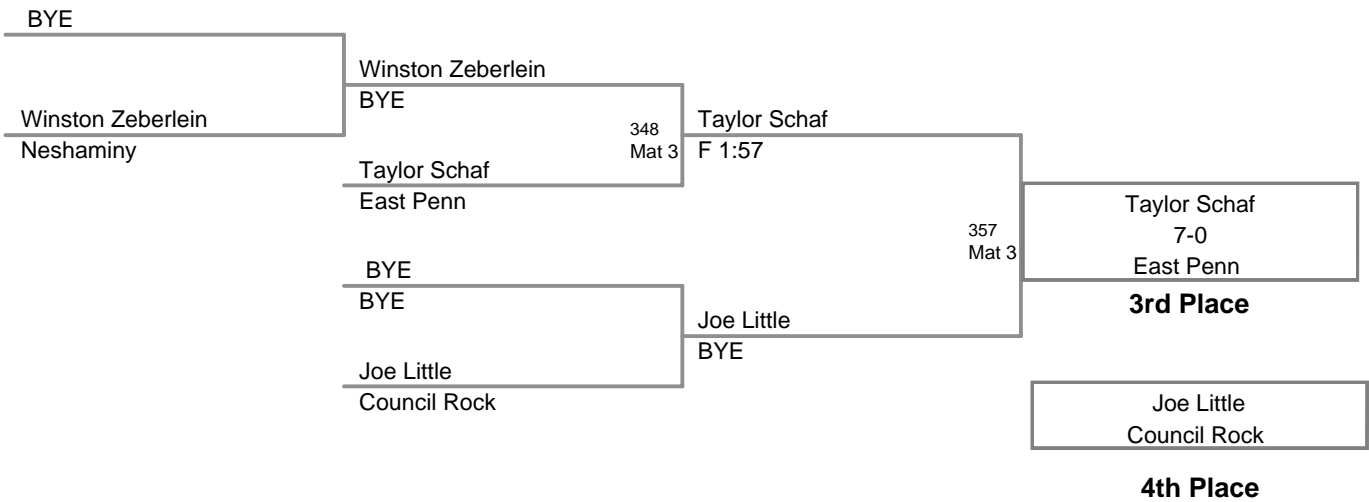 BYE
Winston Zeberlein
Neshaminy
Winston Zeberlein
BYE
348
Mat 3
Taylor Schaf
East Penn
Taylor Schaf
F 1:57
BYE
BYE
Joe Little
Council Rock
Joe Little
BYE
357
Mat 3
Taylor Schaf
7-0
East Penn
3rd Place
Joe Little
Council Rock
4th Place